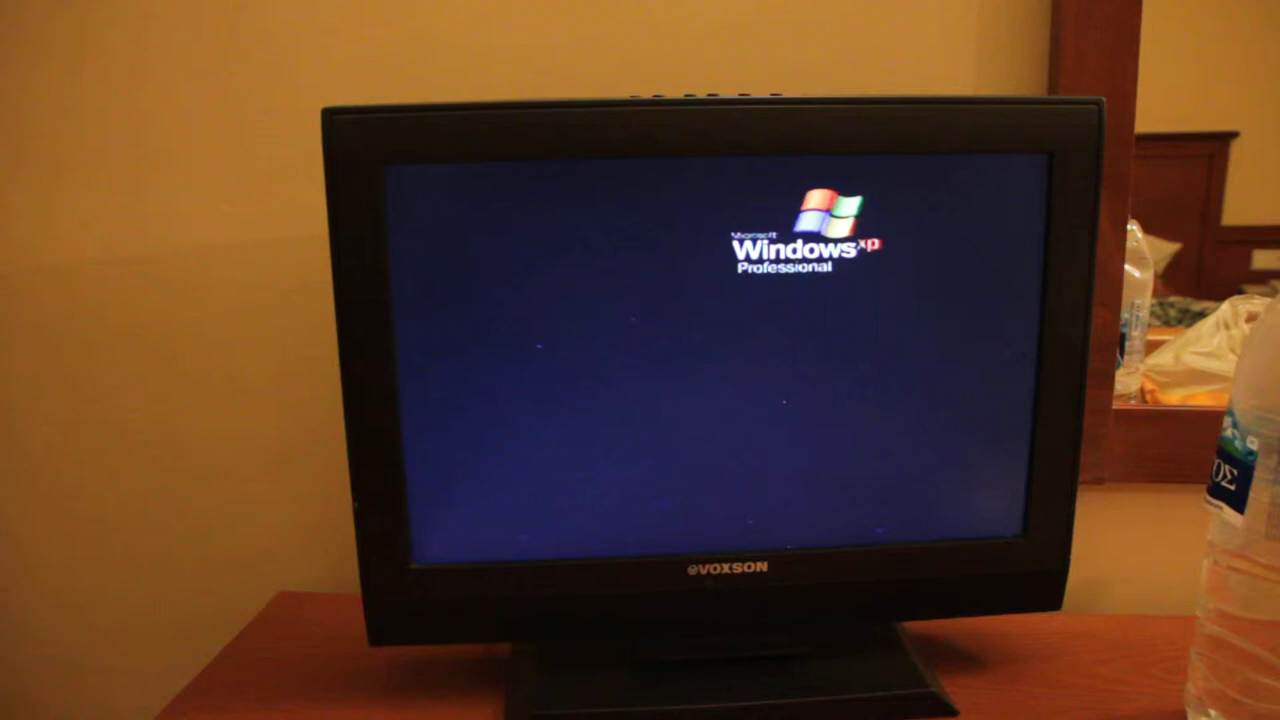 Microsoft
Windows xp
Professional
VOXSON
ΟΣ